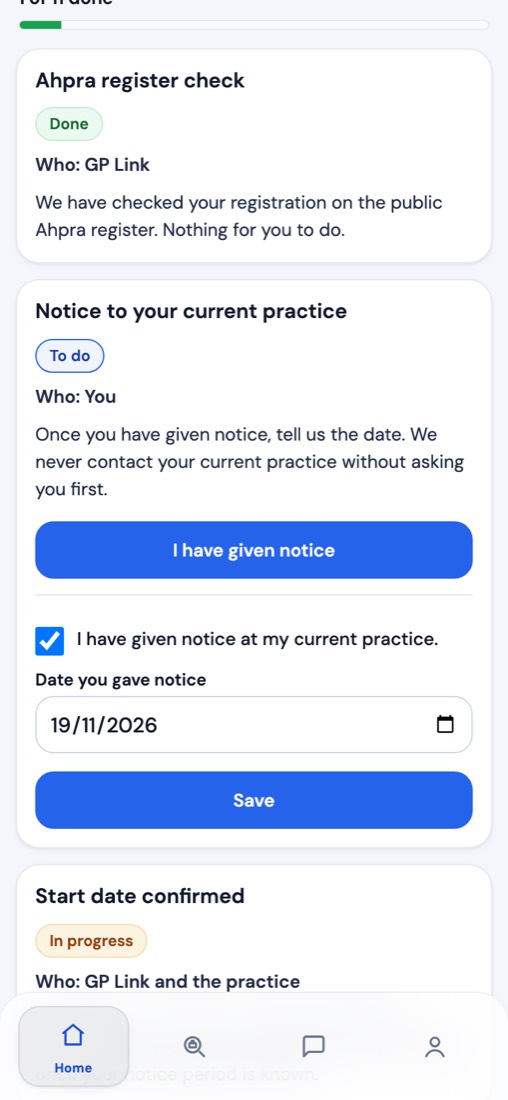 done
Ahpra register check
Done
Who: GP Link
We have checked your registration on the public
Ahpra register. Nothing for you to do.
Notice to your current practice
To do
Who: You
Once you have given notice, tell us the date. We
never contact your current practice without asking
you first.
I have given notice
I have given notice at my current practice.
Date you gave notice
19/11/2026
Save
Start date confirmed
In progress
Who: GP Link and the practice
your notice period is known.
Home